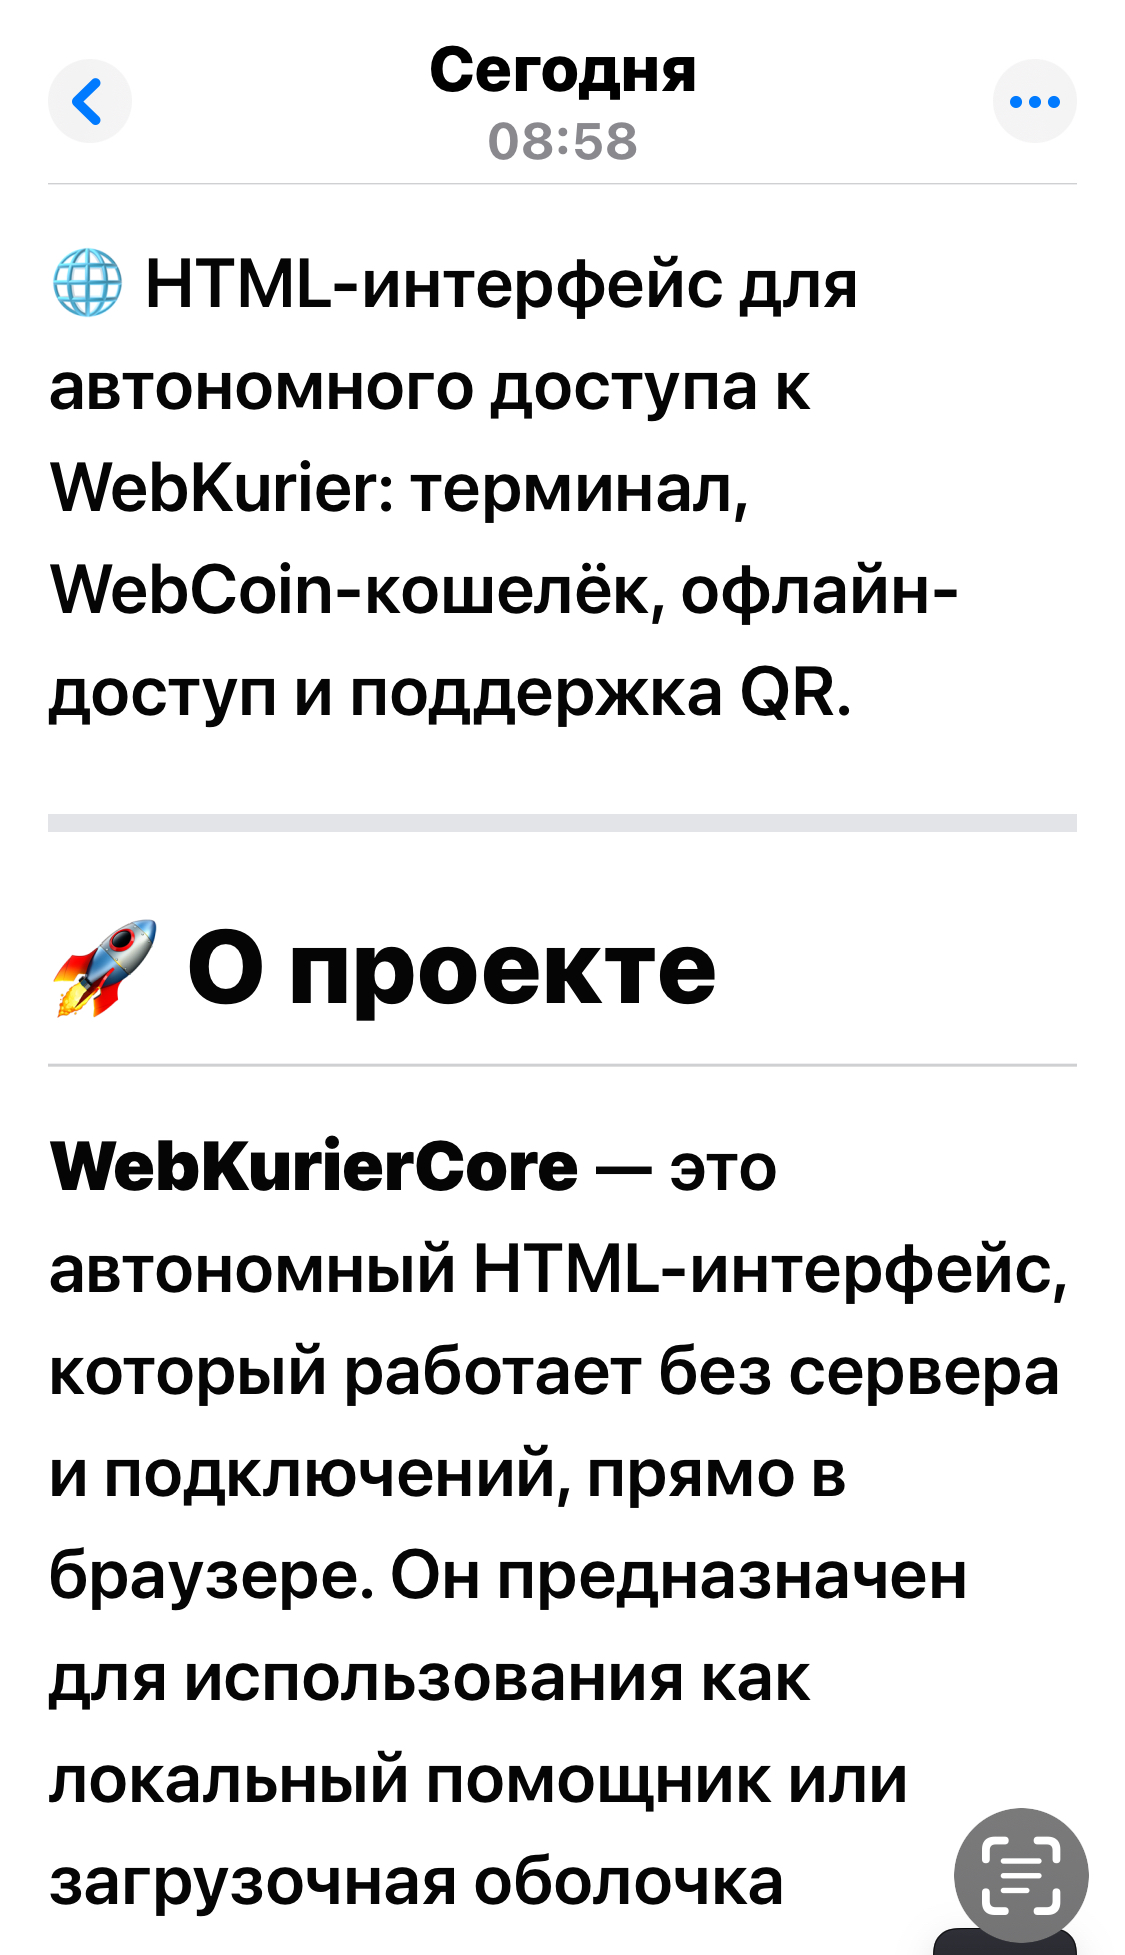 Сегодня
08:58
🌐 HTML-интерфейс для
автономного доступа к
WebKurier: терминал,
WebCoin-кошелёк, офлайн-
доступ и поддержка QR.
🚀 О проекте
WebKurierCore — это
автономный HTML-интерфейс,
который работает без сервера
и подключений, прямо в
браузере. Он предназначен
для использования как
локальный помощник или
загрузочная оболочка